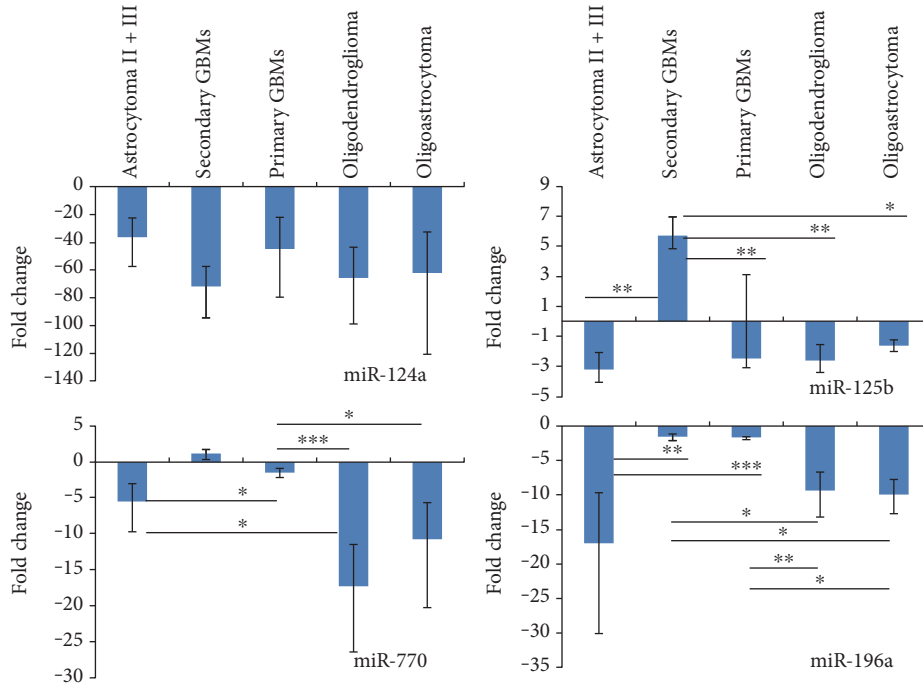 Astrocytoma II + III
Secondary GBMs
Primary GBMs
Oligodendroglioma
Oligoastrocytoma
Fold change
0
-20
-40
-60
-80
-100
-120
-140
miR-124a
Astrocytoma II + III
Secondary GBMs
Primary GBMs
Oligodendroglioma
Oligoastrocytoma
Fold change
9
7
5
3
1
-1
-3
-5
*
**
**
**
miR-125b
Fold change
5
0
-5
-10
-15
-20
-25
-30
*
***
*
*
miR-770
Fold change
0
-5
-10
-15
-20
-25
-30
-35
**
***
*
*
**
*
miR-196a